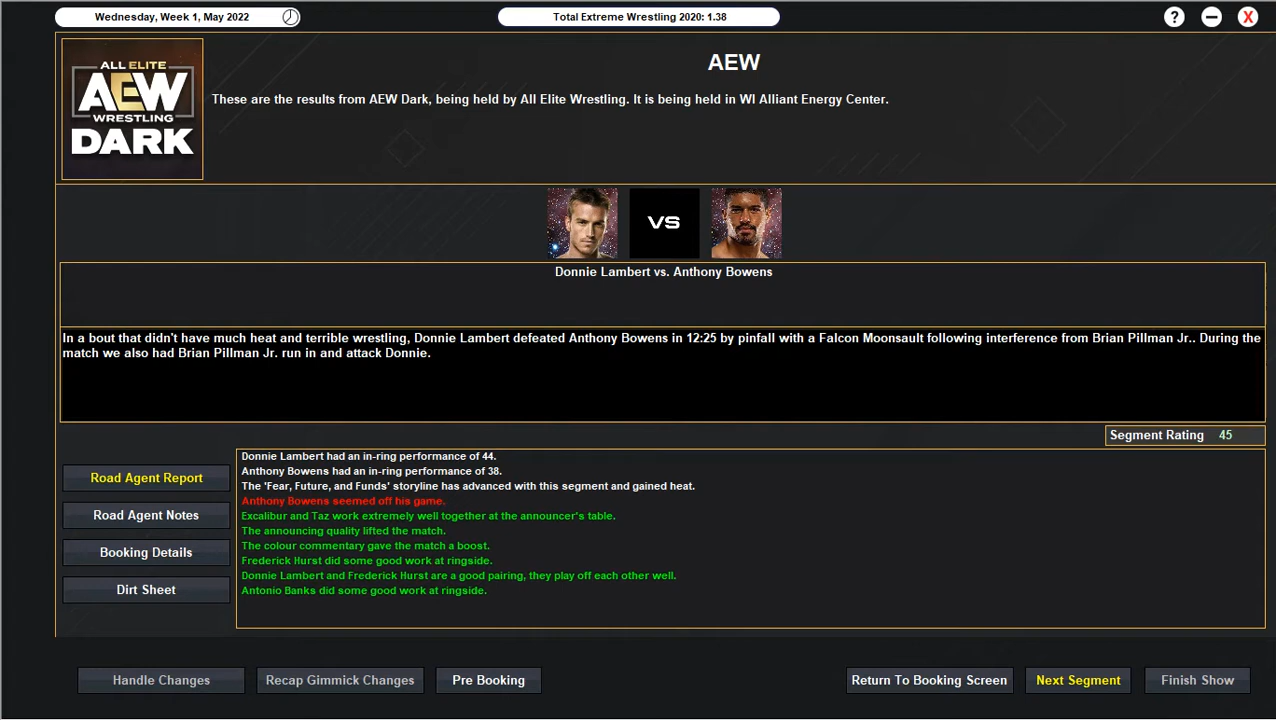 Wednesday, Week 1, May 2022
Total Extreme Wrestling 2020: 1.38
?
X
ALL ELITE
AEW
WRESTLING
DARK
AEW
These are the results from AEW Dark, being held by All Elite Wrestling. It is being held in WI Alliant Energy Center.
VS
Donnie Lambert vs. Anthony Bowens
In a bout that didn't have much heat and terrible wrestling, Donnie Lambert defeated Anthony Bowens in 12:25 by pinfall with a Falcon Moonsault following interference from Brian Pillman Jr.. During the
match we also had Brian Pillman Jr. run in and attack Donnie.
Segment Rating 45
Donnie Lambert had an in-ring performance of 44.
Anthony Bowens had an in-ring performance of 38.
The 'Fear, Future, and Funds' storyline has advanced with this segment and gained heat.
Anthony Bowens seemed off his game.
Excalibur and Taz work extremely well together at the announcer's table.
The announcing quality lifted the match.
The colour commentary gave the match a boost.
Frederick Hurst did some good work at ringside.
Donnie Lambert and Frederick Hurst are a good pairing, they play off each other well.
Antonio Banks did some good work at ringside.
Road Agent Report
Road Agent Notes
Booking Details
Dirt Sheet
Handle Changes
Recap Gimmick Changes
Pre Booking
Return To Booking Screen
Next Segment
Finish Show